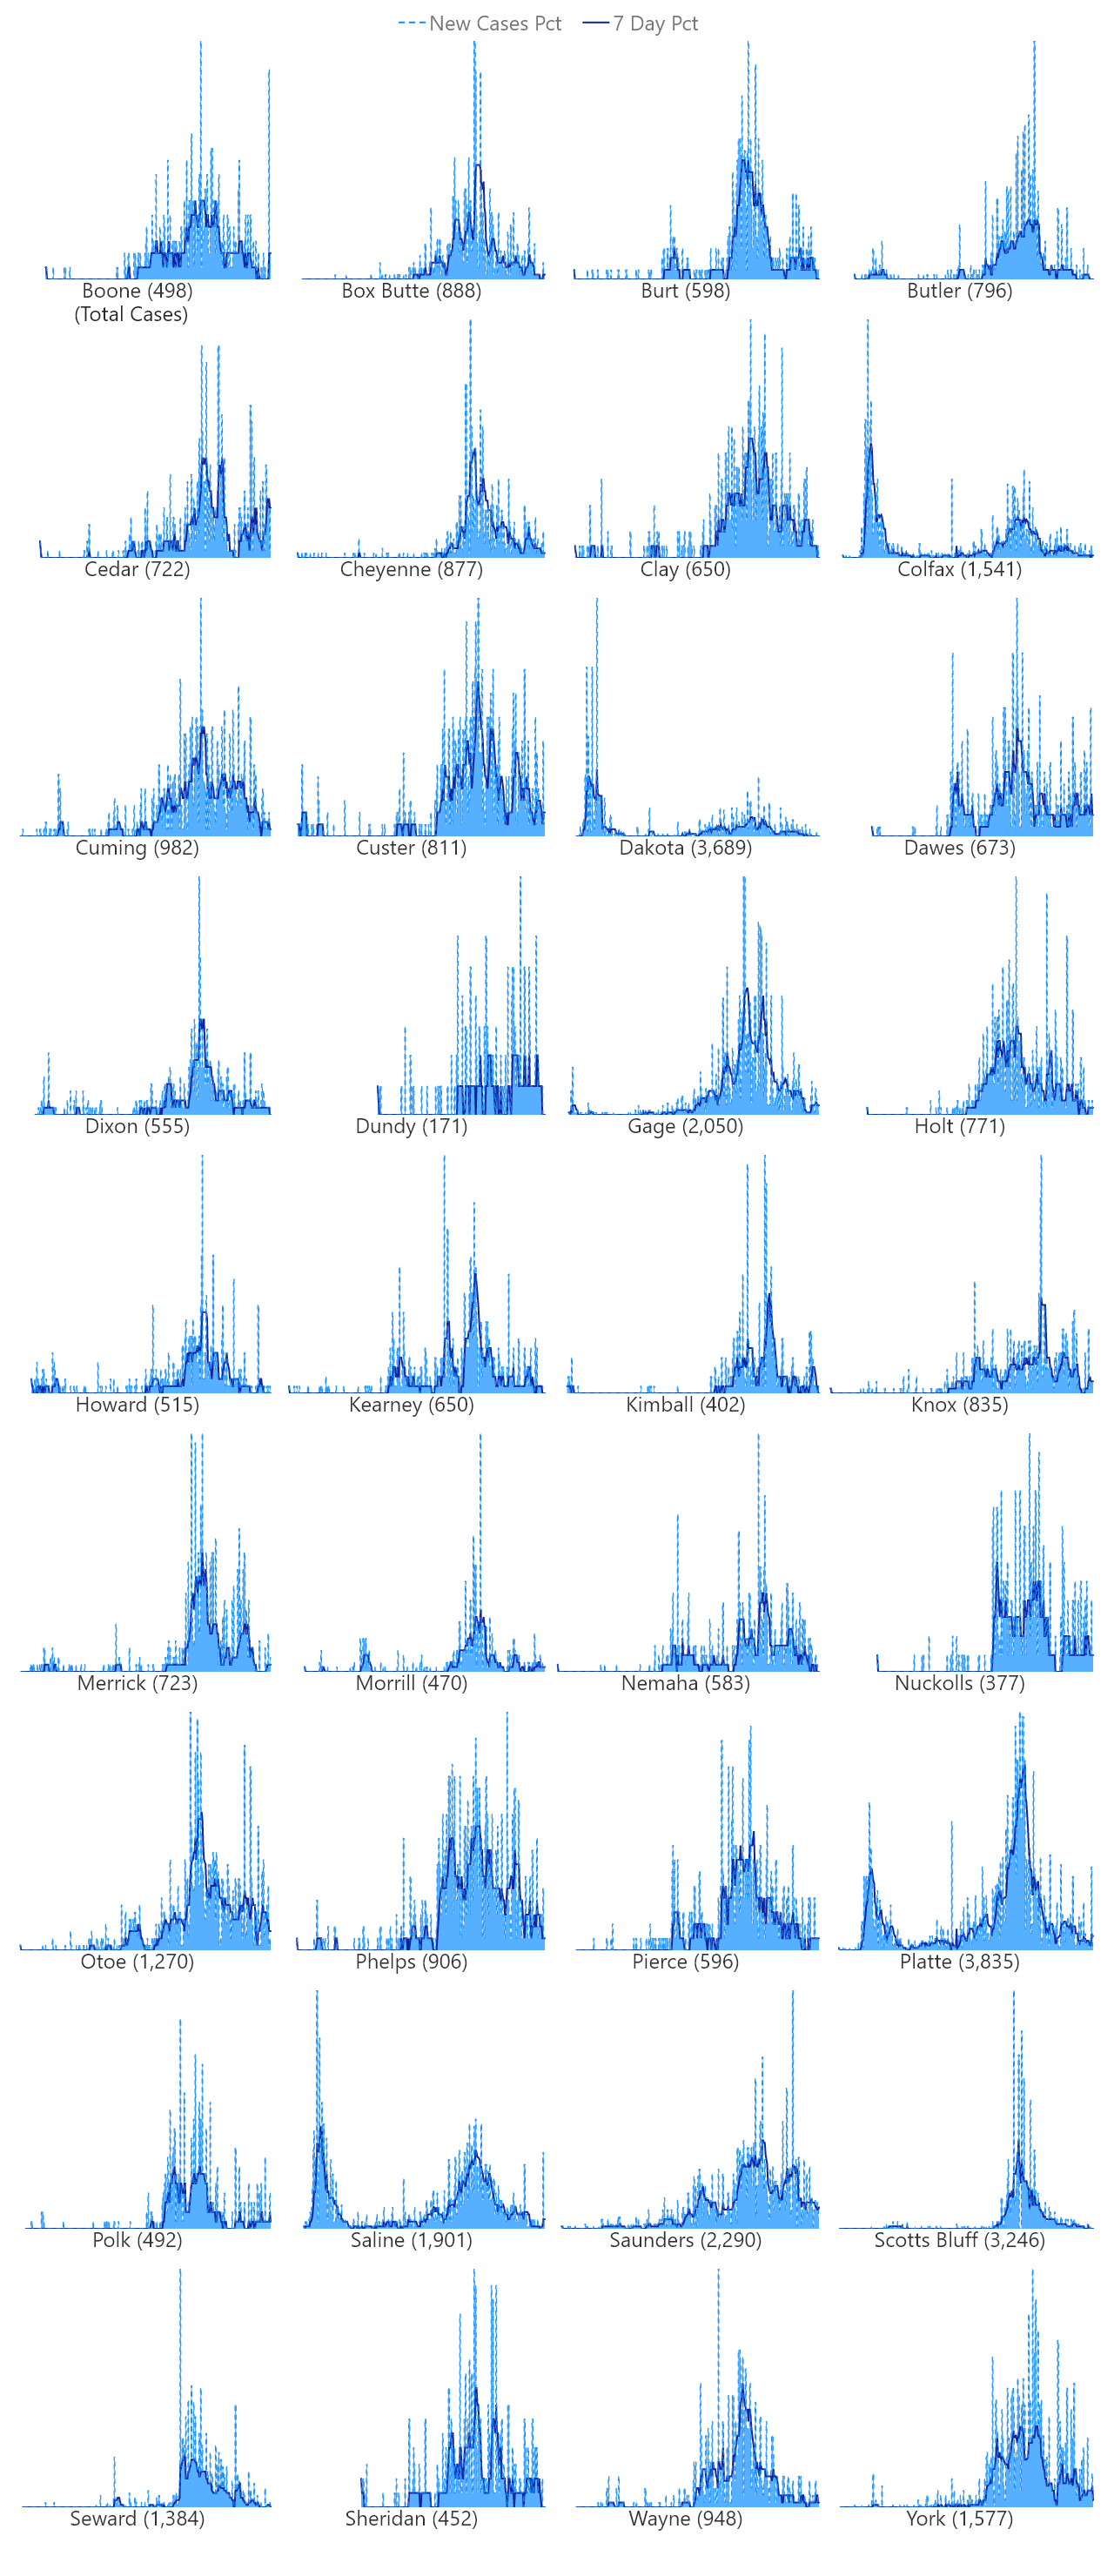 New Cases Pct 7 Day Pct
Boone (498) Box Butte (888) Burt (598) Butler (796)
(Total Cases)
Cedar (722) Cheyenne (877) Clay (650) Colfax (1,541)
Cuming (982) Custer (811) Dakota (3,689) Dawes (673)
Dixon (555) Dundy (171) Gage (2,050) Holt (771)
Howard (515) Kearney (650) Kimball (402) Knox (835)
Merrick (723) Morrill (470) Nemaha (583) Nuckolls (377)
Otoe (1,270) Phelps (906) Pierce (596) Platte (3,835)
Polk (492) Saline (1,901) Saunders (2,290) Scotts Bluff (3,246)
Seward (1,384) Sheridan (452) Wayne (948) York (1,577)